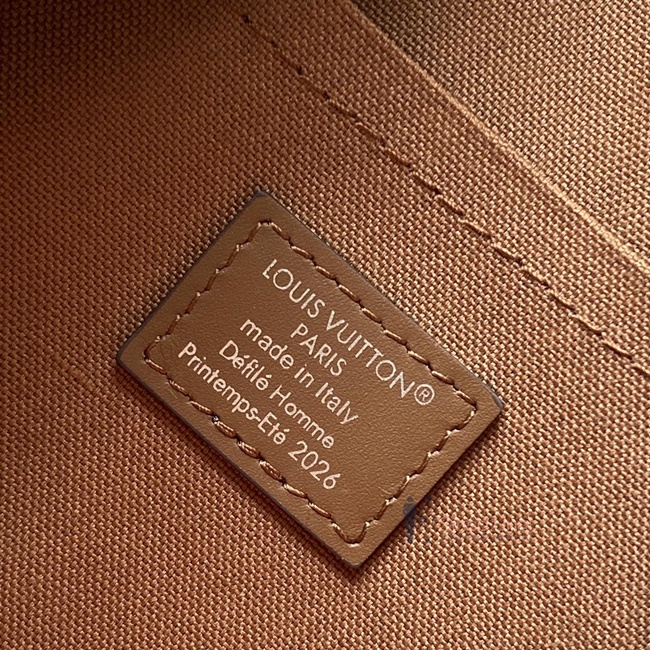 LOUIS VUITTON®
PARIS
made in Italy
Défilé Homme
Printemps-Eté 2026